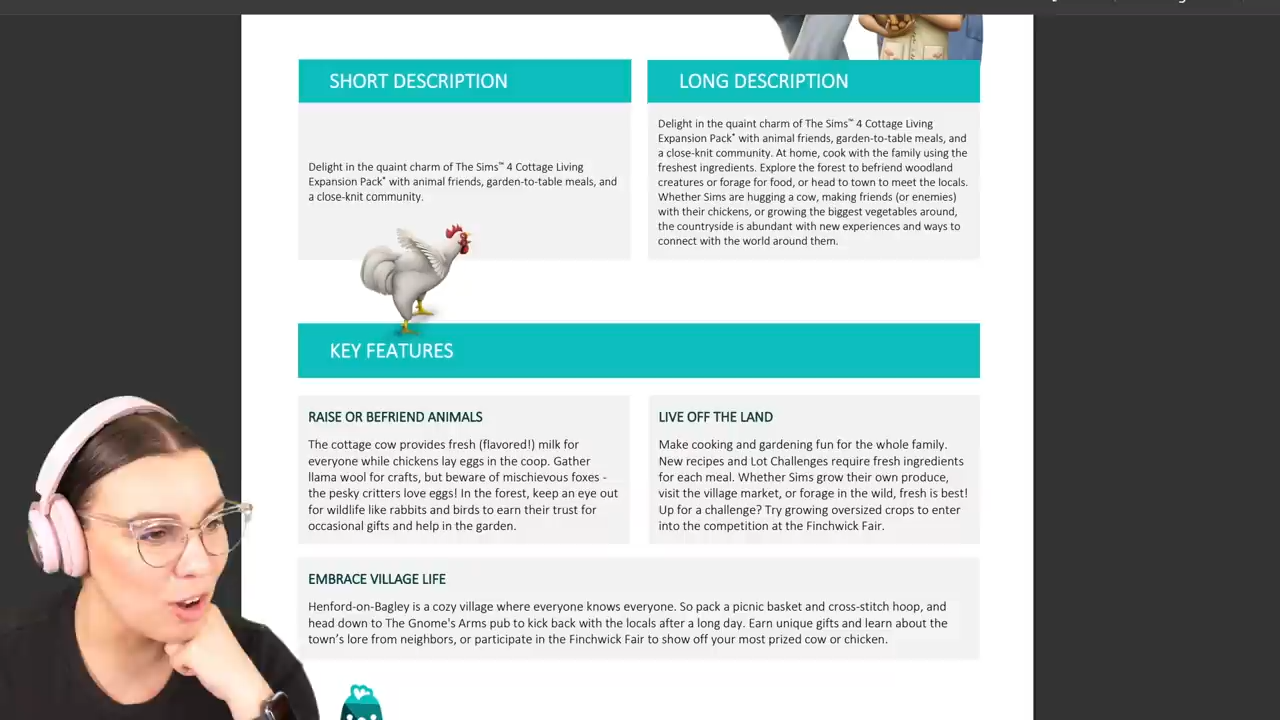 SHORT DESCRIPTION
Delight in the quaint charm of The Sims™ 4 Cottage Living
Expansion Pack* with animal friends, garden-to-table meals, and
a close-knit community.
LONG DESCRIPTION
Delight in the quaint charm of The Sims™ 4 Cottage Living
Expansion Pack* with animal friends, garden-to-table meals, and
a close-knit community. At home, cook with the family using the
freshest ingredients. Explore the forest to befriend woodland
creatures or forage for food, or head to town to meet the locals.
Whether Sims are hugging a cow, making friends (or enemies)
with their chickens, or growing the biggest vegetables around,
the countryside is abundant with new experiences and ways to
connect with the world around them.
KEY FEATURES
RAISE OR BEFRIEND ANIMALS
The cottage cow provides fresh (flavored!) milk for
everyone while chickens lay eggs in the coop. Gather
llama wool for crafts, but beware of mischievous foxes -
the pesky critters love eggs! In the forest, keep an eye out
for wildlife like rabbits and birds to earn their trust for
occasional gifts and help in the garden.
LIVE OFF THE LAND
Make cooking and gardening fun for the whole family.
New recipes and Lot Challenges require fresh ingredients
for each meal. Whether Sims grow their own produce,
visit the village market, or forage in the wild, fresh is best!
Up for a challenge? Try growing oversized crops to enter
into the competition at the Finchwick Fair.
EMBRACE VILLAGE LIFE
Henford-on-Bagley is a cozy village where everyone knows everyone. So pack a picnic basket and cross-stitch hoop, and
head down to The Gnome's Arms pub to kick back with the locals after a long day. Earn unique gifts and learn about the
town's lore from neighbors, or participate in the Finchwick Fair to show off your most prized cow or chicken.